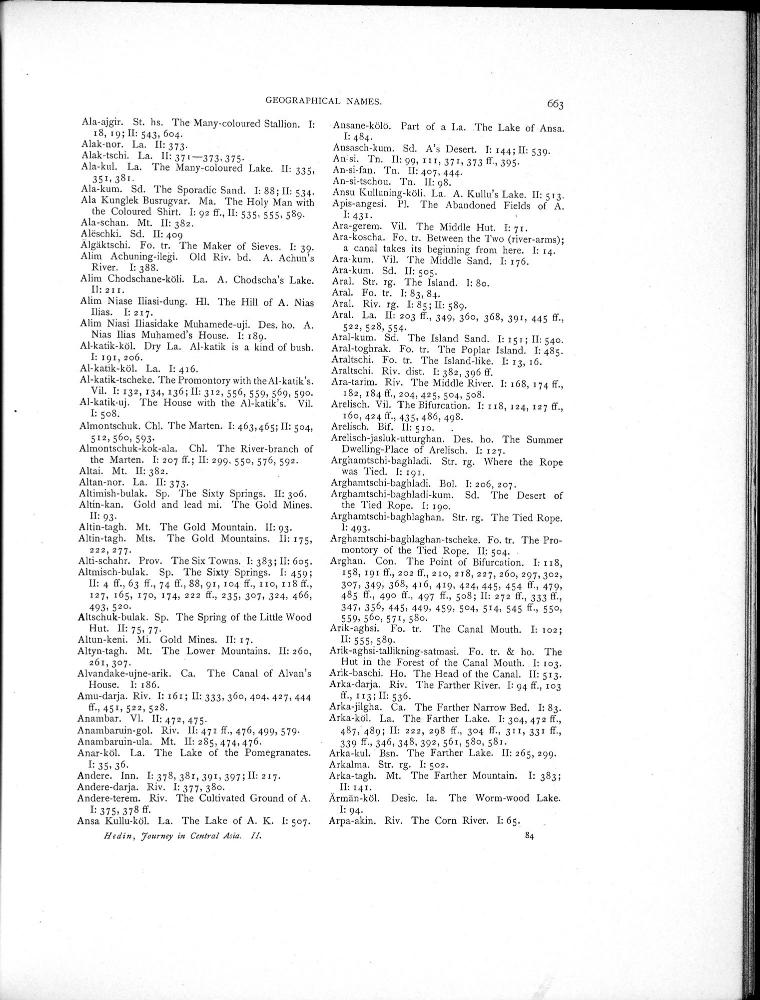 GEOGRAPHICAL NAMES.
663
Ala-ajgir. St. hs. The Many-coloured Stallion. I:
18, 19; II: 543, 604.
Alak-nor. La. II: 373.
Alak-tschi. La. II: 371—373, 375.
Ala-kul. La. The Many-coloured Lake. II: 335,
351, 381.
Ala-kum. Sd. The Sporadic Sand. I: 88; II: 534.
Ala Kunglek Busrugvar. Ma. The Holy Man with
the Coloured Shirt. I: 92 ff., II: 535, 555, 589.
Ala-schan. Mt. II: 382.
Aleschki. Sd. II: 409
Algäktschi. Fo. tr. The Maker of Sieves. I: 39.
Alim Achuning-ilegi. Old Riv. bd. A. Achun's
River. I: 388.
Alim Chodschane-köli. La. A. Chodscha's Lake.
II: 211.
Alim Niase Iliasi-dung. Hl. The Hill of A. Nias
Ilias. I: 217.
Alim Niasi Iliasidake Muhamede-uji. Des. ho. A.
Nias Ilias Muhamed's House. I: 189.
Al-katik-köl. Dry La. Al-katik is a kind of bush.
I: 191, 206.
Al-katik-köl. La. I: 416.
Al-katik-tscheke. The Promontory with the Al-katik's.
Vil. I: 132, 134, 136; II: 312, 556, 559, 569, 590.
Al-katik-uj. The House with the Al-katik's. Vil.
I: 508.
Almontschuk. Chl. The Marten. I: 463, 465; II: 504,
512, 560, 593.
Almontschuk-kok-ala. Chl. The River-branch of
the Marten. I: 207 ff.; II: 299, 550, 576, 592.
Altai. Mt. II: 382.
Altan-nor. La. II: 373.
Altimish-bulak. Sp. The Sixty Springs. II: 306.
Altin-kan. Gold and lead mi. The Gold Mines.
II: 93.
Altin-tagh. Mt. The Gold Mountain. II: 93.
Altin-tagh. Mts. The Gold Mountains. II: 175,
222, 277.
Alti-schahr. Prov. The Six Towns. I: 383; II: 605.
Altmisch-bulak. Sp. The Sixty Springs. I: 459;
II: 4 ff., 63 ff., 74 ff., 88, 91, 104 ff., 110, 118 ff.,
127, 165, 170, 174, 222 ff., 235, 307, 324, 466,
493, 520.
Altschuk-bulak. Sp. The Spring of the Little Wood
Hut. II: 75, 77.
Altun-keni. Mi. Gold Mines. II: 17.
Altyn-tagh. Mt. The Lower Mountains. II: 260,
261, 307.
Alvandake-ujne-arik. Ca. The Canal of Alvan's
House. I: 186.
Amu-darja. Riv. I: 161; II: 333, 360, 404, 427, 444
ff., 451, 522, 528.
Anambar. Vl. II: 472, 475.
Anambaruin-gol. Riv. II: 471 ff., 476, 499, 579.
Anambaruin-ula. Mt. II: 285, 474, 476.
Anar-köl. La. The Lake of the Pomegranates.
I: 35, 36.
Andere. Inn. I: 378, 381, 391, 397; II: 217.
Andere-darja. Riv. I: 377, 380.
Andere-terem. Riv. The Cultivated Ground of A.
I: 375, 378 ff.
Ansa Kullu-köl. La. The Lake of A. K. I: 507.
Ansane-kölö. Part of a La. The Lake of Ansa.
I: 484.
Ansasch-kum. Sd. A's Desert. I: 144; II: 539.
An-si. Tn. II: 99, 111, 371, 373 ff., 395.
An-si-fan. Tn. II: 407, 444.
An-si-tschou. Tn. II: 98.
Ansu Kulluning-köli. La. A. Kullu's Lake. II: 513.
Apis-angesi. Pl. The Abandoned Fields of A.
I: 431.
Ara-gerem. Vil. The Middle Hut. I: 71.
Ara-koscha. Fo. tr. Between the Two (river-arms);
a canal takes its beginning from here. I: 14.
Ara-kum. Vil. The Middle Sand. I: 176.
Ara-kum. Sd. II: 505.
Aral. Str. rg. The Island. I: 80.
Aral. Fo. tr. I: 83, 84.
Aral. Riv. rg. I: 85; II: 589.
Aral. La. II: 203 ff., 349, 360, 368, 391, 445 ff.,
522, 528, 554.
Aral-kum. Sd. The Island Sand. I: 151; II: 540.
Aral-toghrak. Fo. tr. The Poplar Island. I: 485.
Araltschi. Fo. tr. The Island-like. I: 13, 16.
Araltschi. Riv. dist. I: 382, 396 ff.
Ara-tarim. Riv. The Middle River. I: 168, 174 ff.,
182, 184 ff., 204, 425, 504, 508.
Arelisch. Vil. The Bifurcation. I: 118, 124, 127 ff.,
160, 424 ff., 435, 486, 498.
Arelisch. Bif. II: 510.
Arelisch-jasluk-utturghan. Des. ho. The Summer
Dwelling-Place of Arelisch. I: 127.
Arghamtschi-baghladi. Str. rg. Where the Rope
was Tied. I: 191.
Arghamtschi-baghladi. Bol. I: 206, 207.
Arghamtschi-baghladi-kum. Sd. The Desert of
the Tied Rope. I: 190.
Arghamtschi-baghlaghan. Str. rg. The Tied Rope.
I: 493.
Arghamtschi-baghlaghan-tscheke. Fo. tr. The Pro-
montory of the Tied Rope. II: 504.
Arghan. Con. The Point of Bifurcation. I: 118,
158, 191 ff., 202 ff., 210, 218, 227, 260, 297, 302,
307, 349, 368, 416, 419, 424, 445, 454 ff., 479,
485 ff., 490 ff., 497 ff., 508; II: 272 ff., 333 ff.,
347, 356, 445, 449, 459, 504, 514, 545 ff., 550,
559, 560, 571, 580.
Arik-aghsi. Fo. tr. The Canal Mouth. I: 102;
II: 555, 589.
Arik-aghsi-tallikning-satmasi. Fo. tr. & ho. The
Hut in the Forest of the Canal Mouth. I: 103.
Arik-baschi. Ho. The Head of the Canal. II: 513.
Arka-darja. Riv. The Farther River. I: 94 ff., 103
ff., 113; II: 536.
Arka-jilgha. Ca. The Farther Narrow Bed. I: 83.
Arka-köl. La. The Farther Lake. I: 304, 472 ff.,
487, 489; II: 222, 298 ff., 304 ff., 311, 331 ff.,
339 ff., 346, 348, 392, 561, 580, 581.
Arka-kul. Bsn. The Farther Lake. II: 265, 299.
Arkalma. Str. rg. I: 502.
Arka-tagh. Mt. The Farther Mountain. I: 383;
II: 141.
Ärmän-köl. Desic. la. The Worm-wood Lake.
I: 94.
Arpa-akin. Riv. The Corn River. I: 65.
Hedin, Journey in Central Asia. II.
84